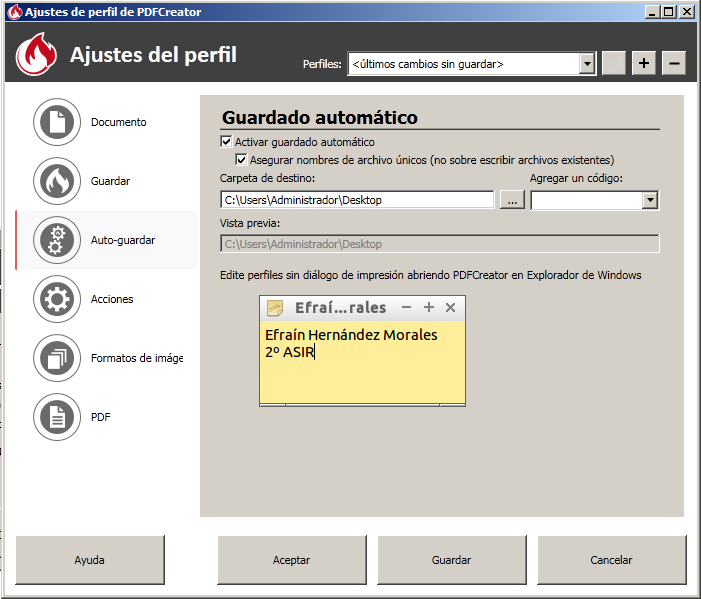 Ajustes de perfil de PDFCreator
Ajustes del perfil
Perfiles:
<últimos cambios sin guardar>
Documento
Guardar
Auto-guardar
Acciones
Formatos de imáge
PDF
Guardado automático
Activar guardado automático
Asegurar nombres de archivo únicos (no sobre escribir archivos existentes)
Carpeta de destino:
Agregar un código:
C:\Users\Administrador\Desktop
...
Vista previa:
C:\Users\Administrador\Desktop
Edite perfiles sin diálogo de impresión abriendo PDFCreator en Explorador de Windows
Efraí...rales
Efraín Hernández Morales
2º ASIR
Ayuda
Aceptar
Guardar
Cancelar